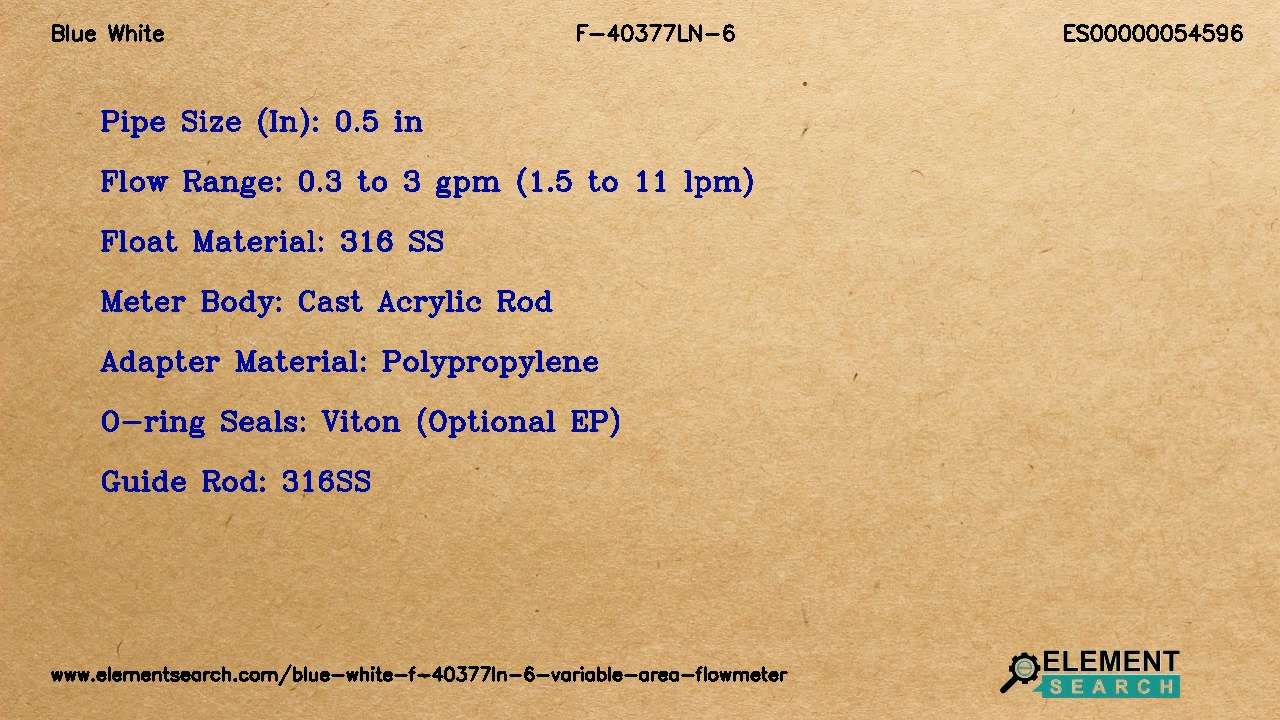 Blue White F-40377LN-6 ES00000054596
Pipe Size (In): 0.5 in
Flow Range: 0.3 to 3 gpm (1.5 to 11 lpm)
Float Material: 316 SS
Meter Body: Cast Acrylic Rod
Adapter Material: Polypropylene
O-ring Seals: Viton (Optional EP)
Guide Rod: 316SS
www.elementsearch.com/blue-white-f-40377ln-6-variable-area-flowmeter
ELEMENT
SEARCH